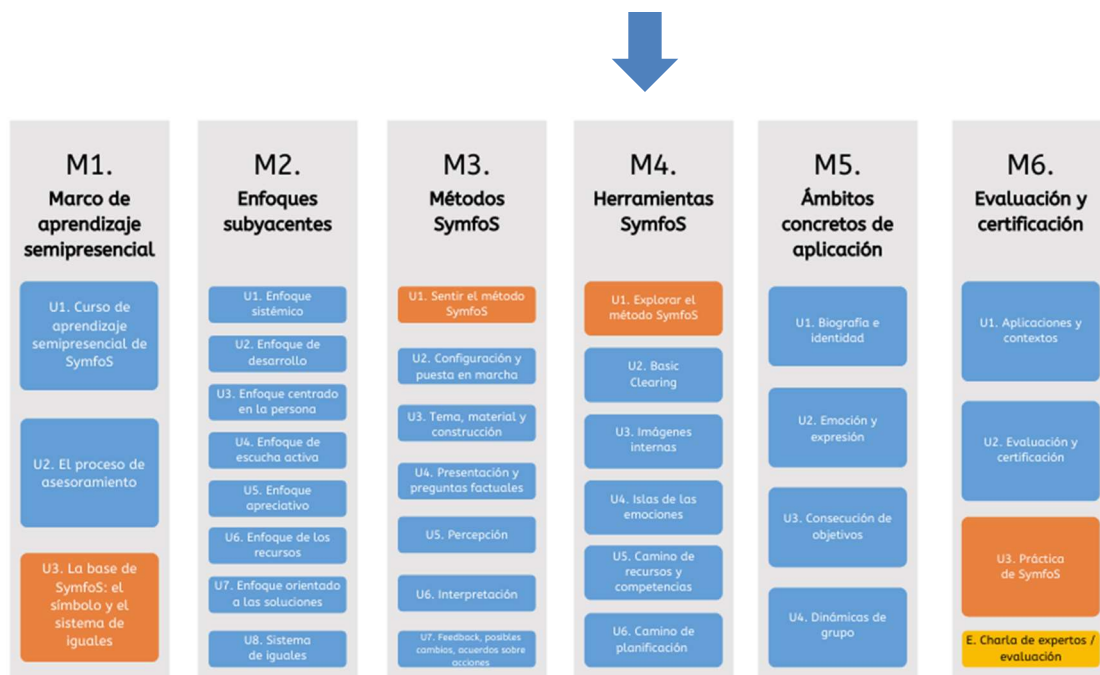 M1.
Marco de
aprendizaje
semipresencial
U1. Curso de
aprendizaje
semipresencial de
SymfoS
U2. El proceso de
asesoramiento
U3. La base de
SymfoS: el
símbolo y el
sistema de
iguales
M2.
Enfoques
subyacentes
U1. Enfoque
sistémico
U2. Enfoque de
desarrollo
U3. Enfoque centrado
en la persona
U4. Enfoque de
escucha activa
U5. Enfoque
apreciativo
U6. Enfoque de los
recursos
U7. Enfoque orientado
a las soluciones
U8. Sistema
de iguales
M3.
Métodos
SymfoS
U1. Sentir el método
SymfoS
U2. Configuración y
puesta en marcha
U3. Tema, material y
construcción
U4. Presentación y
preguntas factuales
U5. Percepción
U6. Interpretación
U7. Feedback, posibles
cambios, acuerdos sobre
acciones
M4.
Herramientas
SymfoS
U1. Explorar el
método SymfoS
U2. Basic
Clearing
U3. Imágenes
internas
U4. Islas de las
emociones
U5. Camino de
recursos y
competencias
U6. Camino de
planificación
M5.
Ámbitos
concretos de
aplicación
U1. Biografía e
identidad
U2. Emoción y
expresión
U3. Consecución de
objetivos
U4. Dinámicas de
grupo
M6.
Evaluación y
certificación
U1. Aplicaciones y
contextos
U2. Evaluación y
certificación
U3. Práctica
de SymfoS
E. Charla de expertos /
evaluación